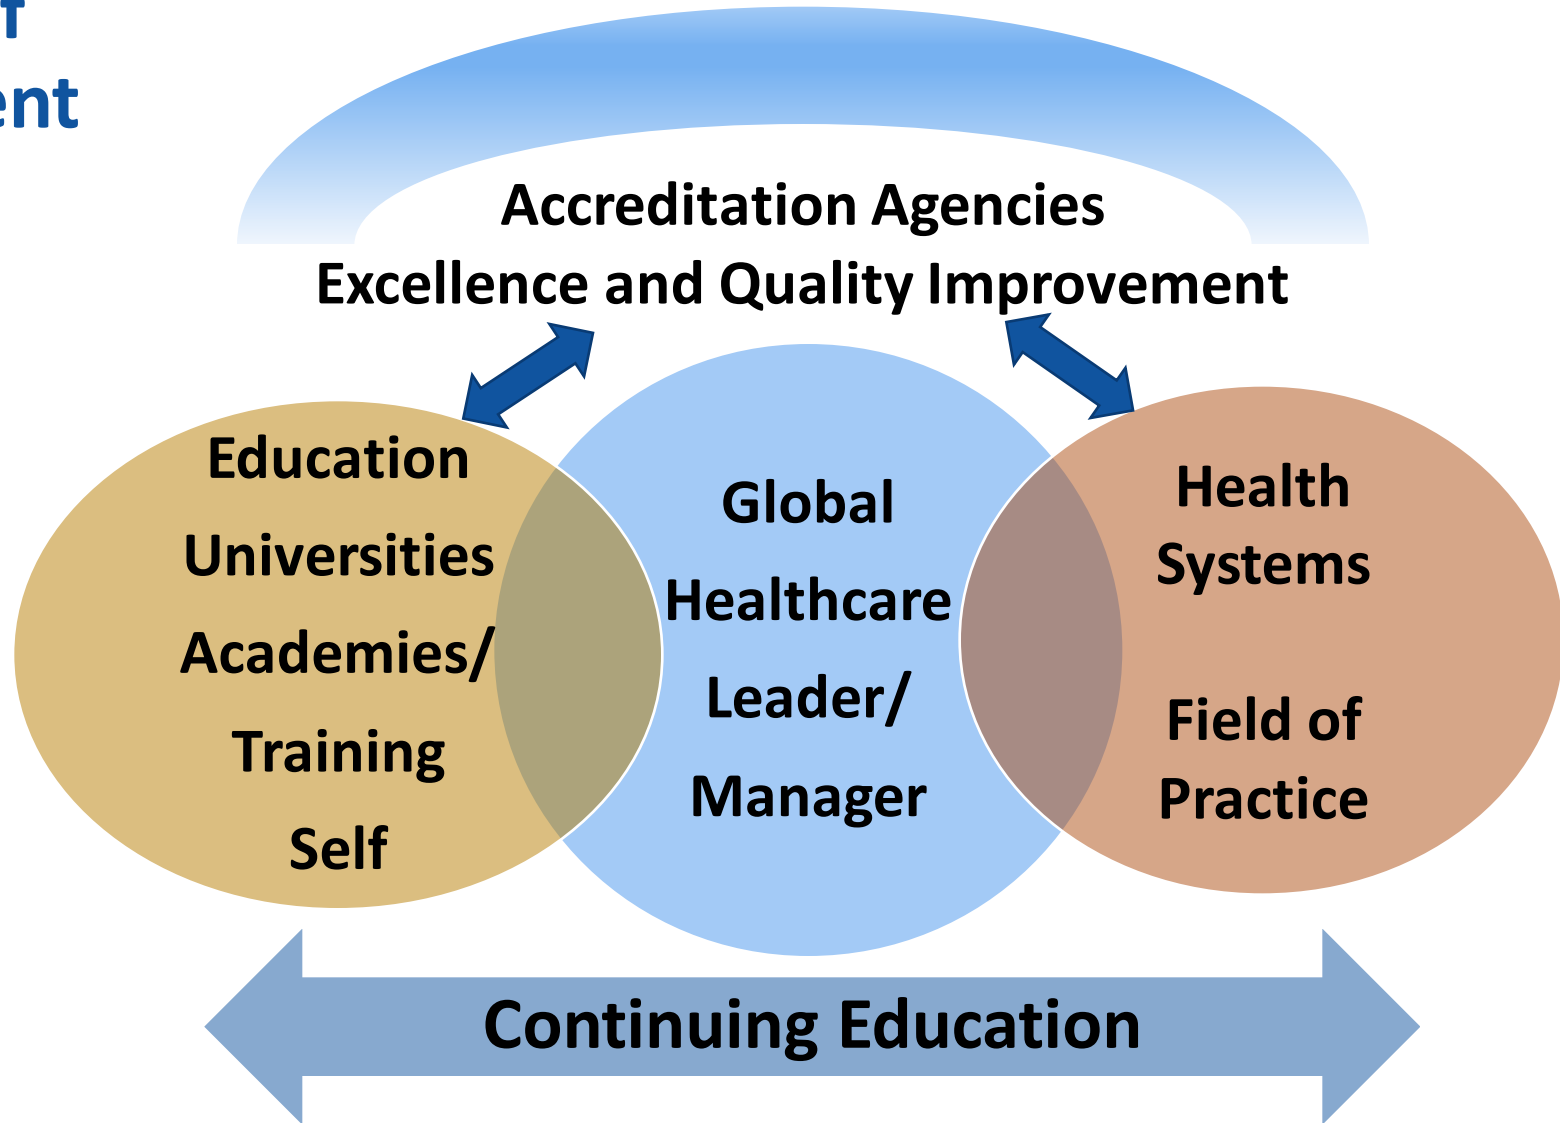 ent
Accreditation Agencies
Excellence and Quality Improvement
Education
Universities
Academies/
Training
Self
Global
Healthcare
Leader/
Manager
Health
Systems
Field of
Practice
Continuing Education